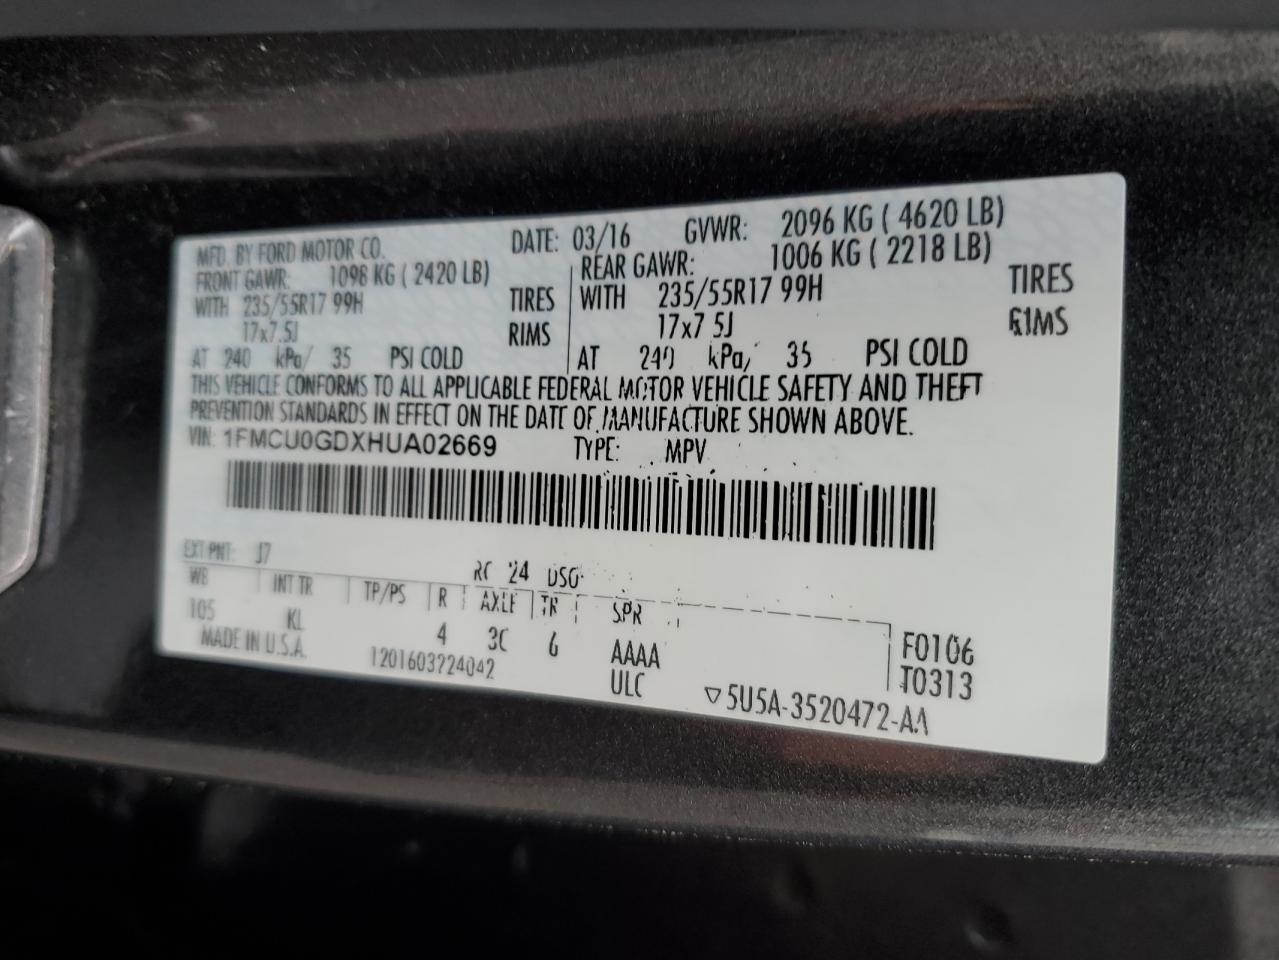 MFD. BY FORD MOTOR CO. DATE: 03/16 GVWR: 2096 KG ( 4620 LB)
FRONT GAWR: 1098 KG ( 2420 LB) REAR GAWR: 1006 KG ( 2218 LB)
WITH 235/55R17 99H TIRES WITH 235/55R17 99H TIRES
17x7.5J RIMS 17x7.5J RIMS
AT 240 kPa/ 35 PSI COLD AT 240 kPa/ 35 PSI COLD
THIS VEHICLE CONFORMS TO ALL APPLICABLE FEDERAL MOTOR VEHICLE SAFETY AND THEFT
PREVENTION STANDARDS IN EFFECT ON THE DATE OF MANUFACTURE SHOWN ABOVE.
VIN: 1FMCU0GDXHUA02669 TYPE: MPV
EXT PNT: J7 RC 24 DSO
WB INT TR TP/PS R AXLE TR SPR
105 KL 4 3C 6 AAAA F0106
MADE IN U.S.A. 1201603224042 ULC T0313
▽5U5A-3520472-AA